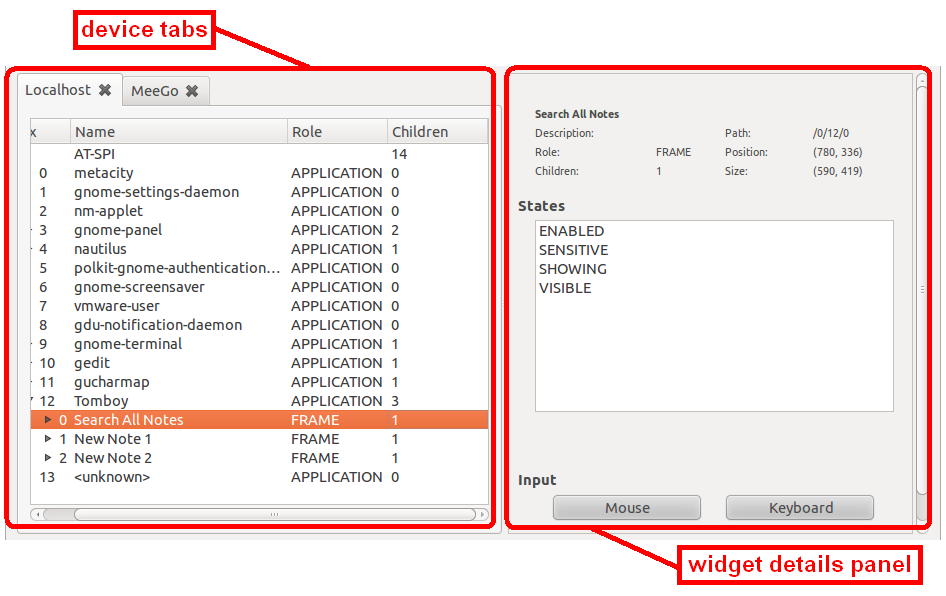 device tabs
Localhost MeeGo
x Name Role Children
AT-SPI 14
0 metacity APPLICATION 0
1 gnome-settings-daemon APPLICATION 0
2 nm-applet APPLICATION 0
3 gnome-panel APPLICATION 2
4 nautilus APPLICATION 1
5 polkit-gnome-authentication... APPLICATION 0
6 gnome-screensaver APPLICATION 0
7 vmware-user APPLICATION 0
8 gdu-notification-daemon APPLICATION 0
9 gnome-terminal APPLICATION 1
10 gedit APPLICATION 1
11 gucharmap APPLICATION 1
12 Tomboy APPLICATION 3
0 Search All Notes FRAME 1
1 New Note 1 FRAME 1
2 New Note 2 FRAME 1
13 <unknown> APPLICATION 0
Search All Notes
Description: Path: /0/12/0
Role: FRAME Position: (780, 336)
Children: 1 Size: (590, 419)
States
ENABLED
SENSITIVE
SHOWING
VISIBLE
Input
Mouse Keyboard
widget details panel